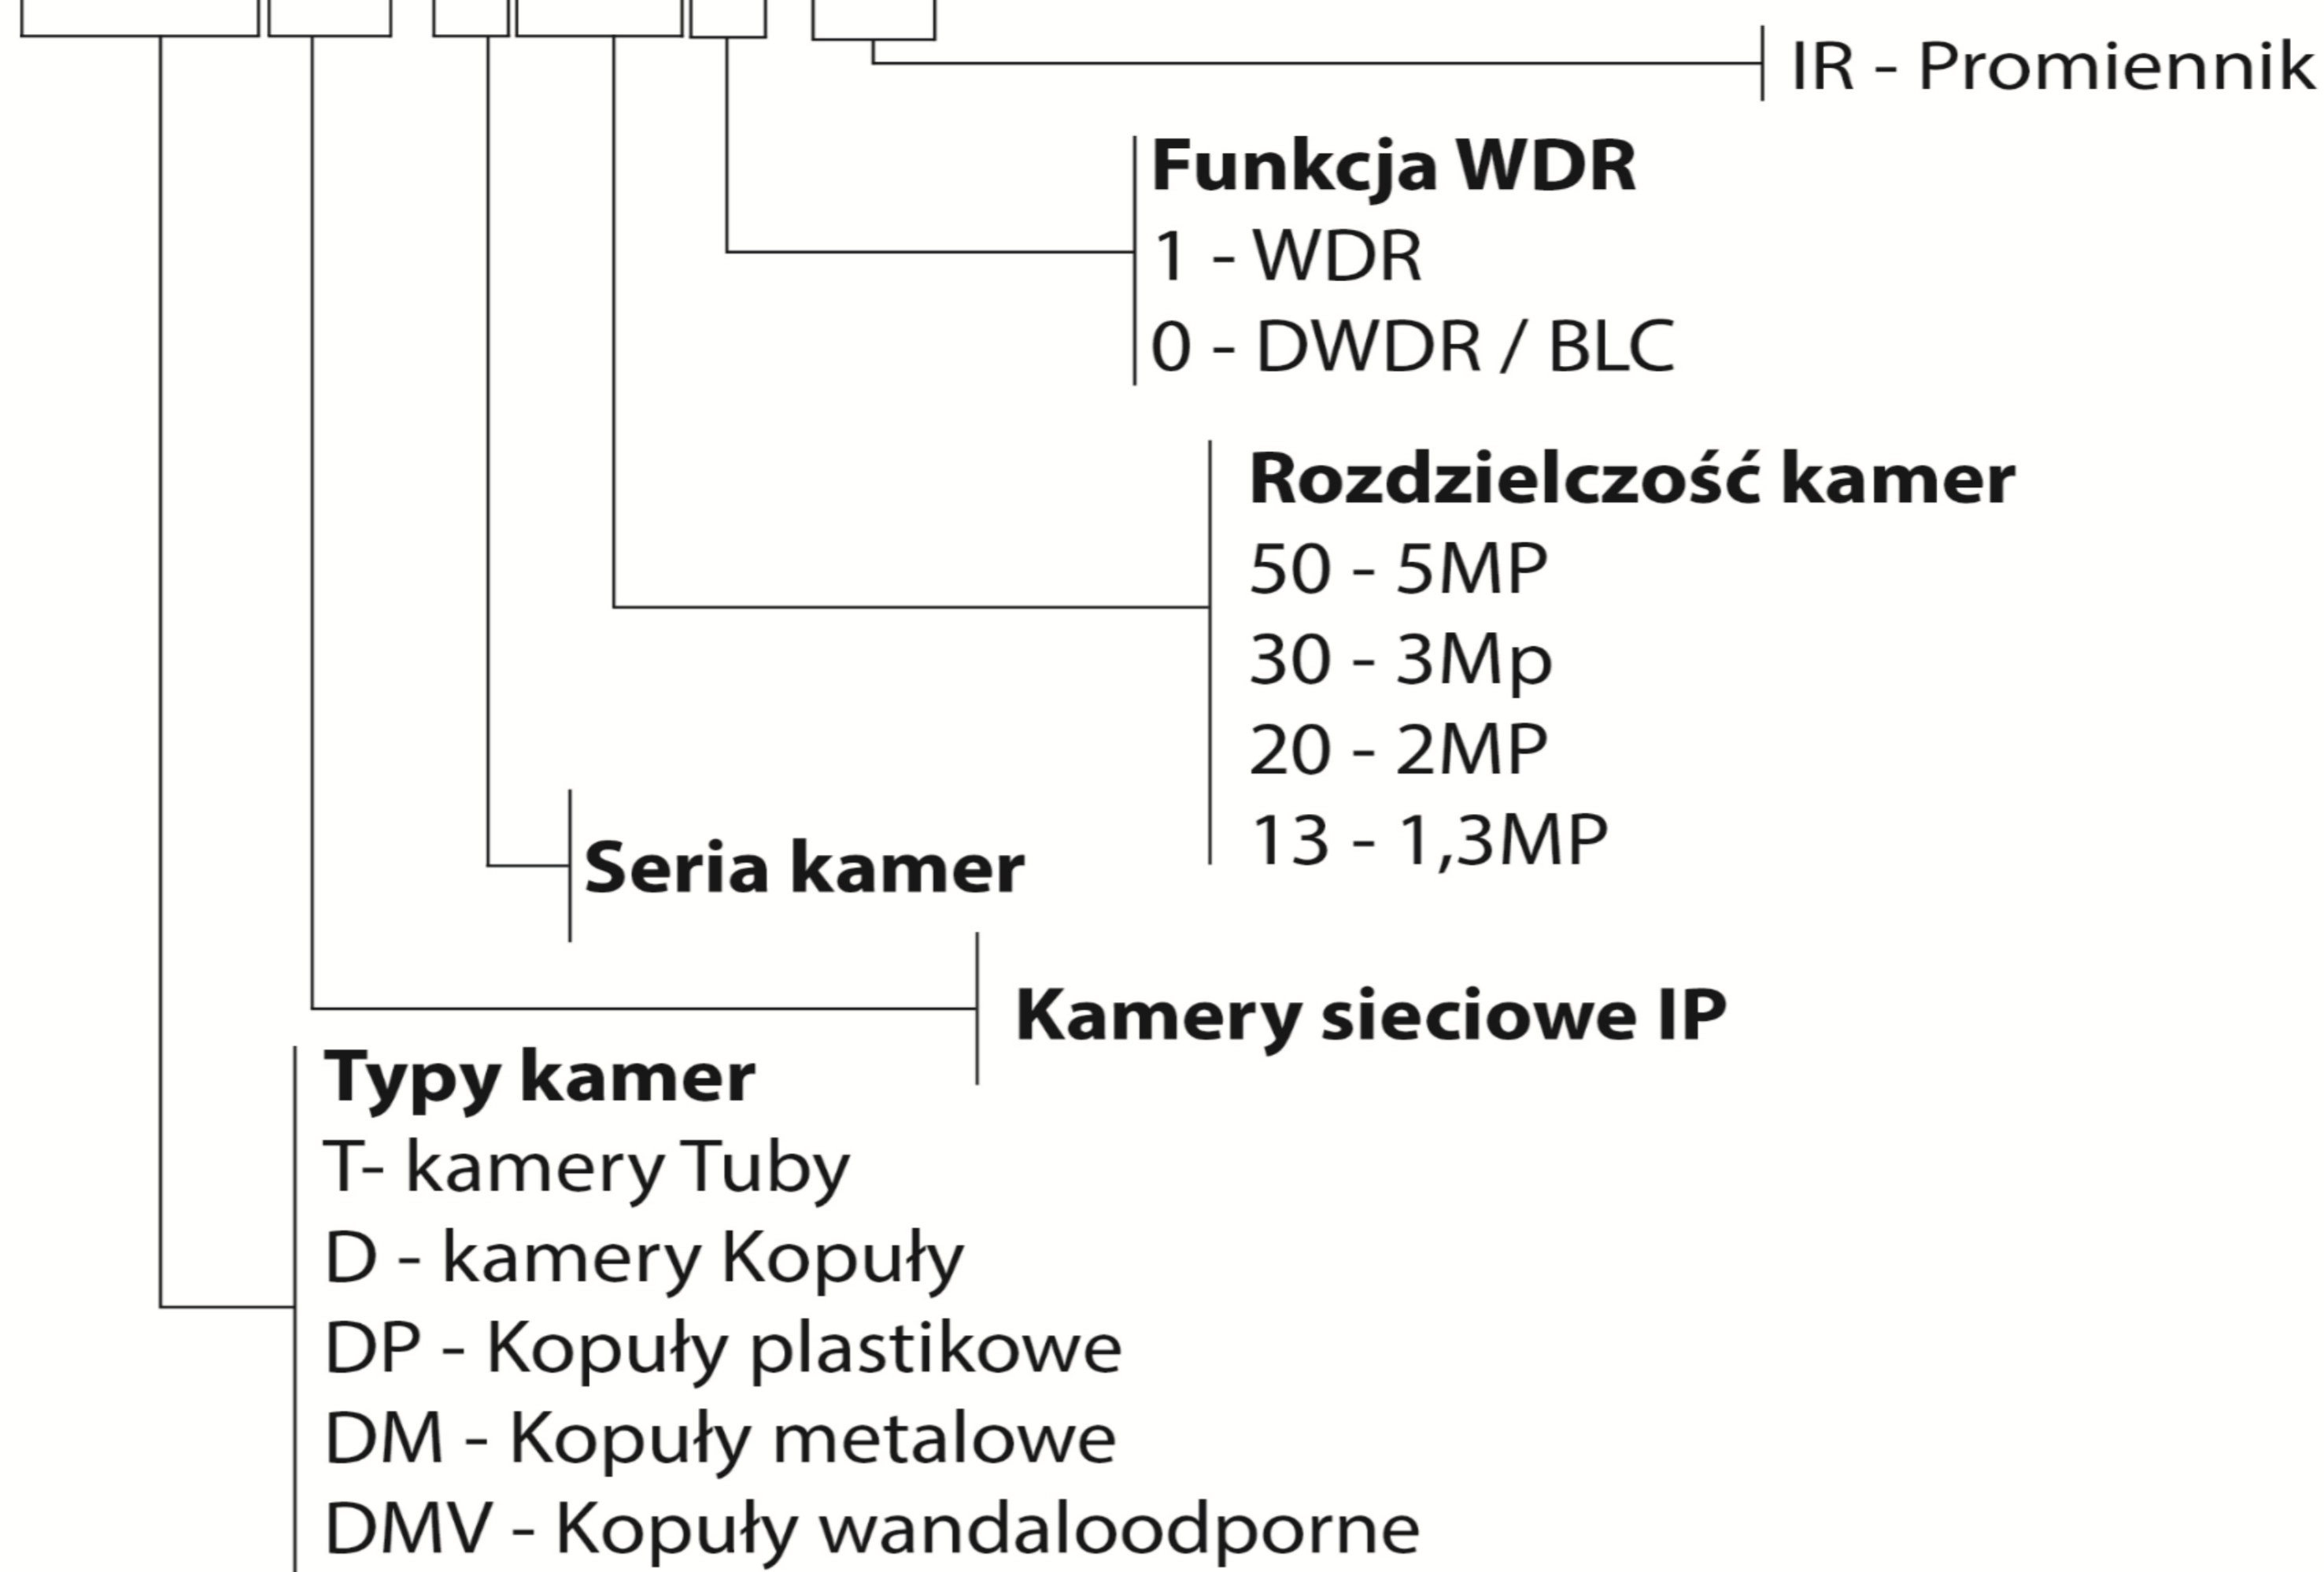 IR - Promiennik
Funkcja WDR
1 - WDR
0 - DWDR / BLC
Rozdzielczość kamer
50 - 5MP
30 - 3Mp
20 - 2MP
13 - 1,3MP
Seria kamer
Kamery sieciowe IP
Typy kamer
T- kamery Tuby
D - kamery Kopuły
DP - Kopuły plastikowe
DM - Kopuły metalowe
DMV - Kopuły wandaloodporne